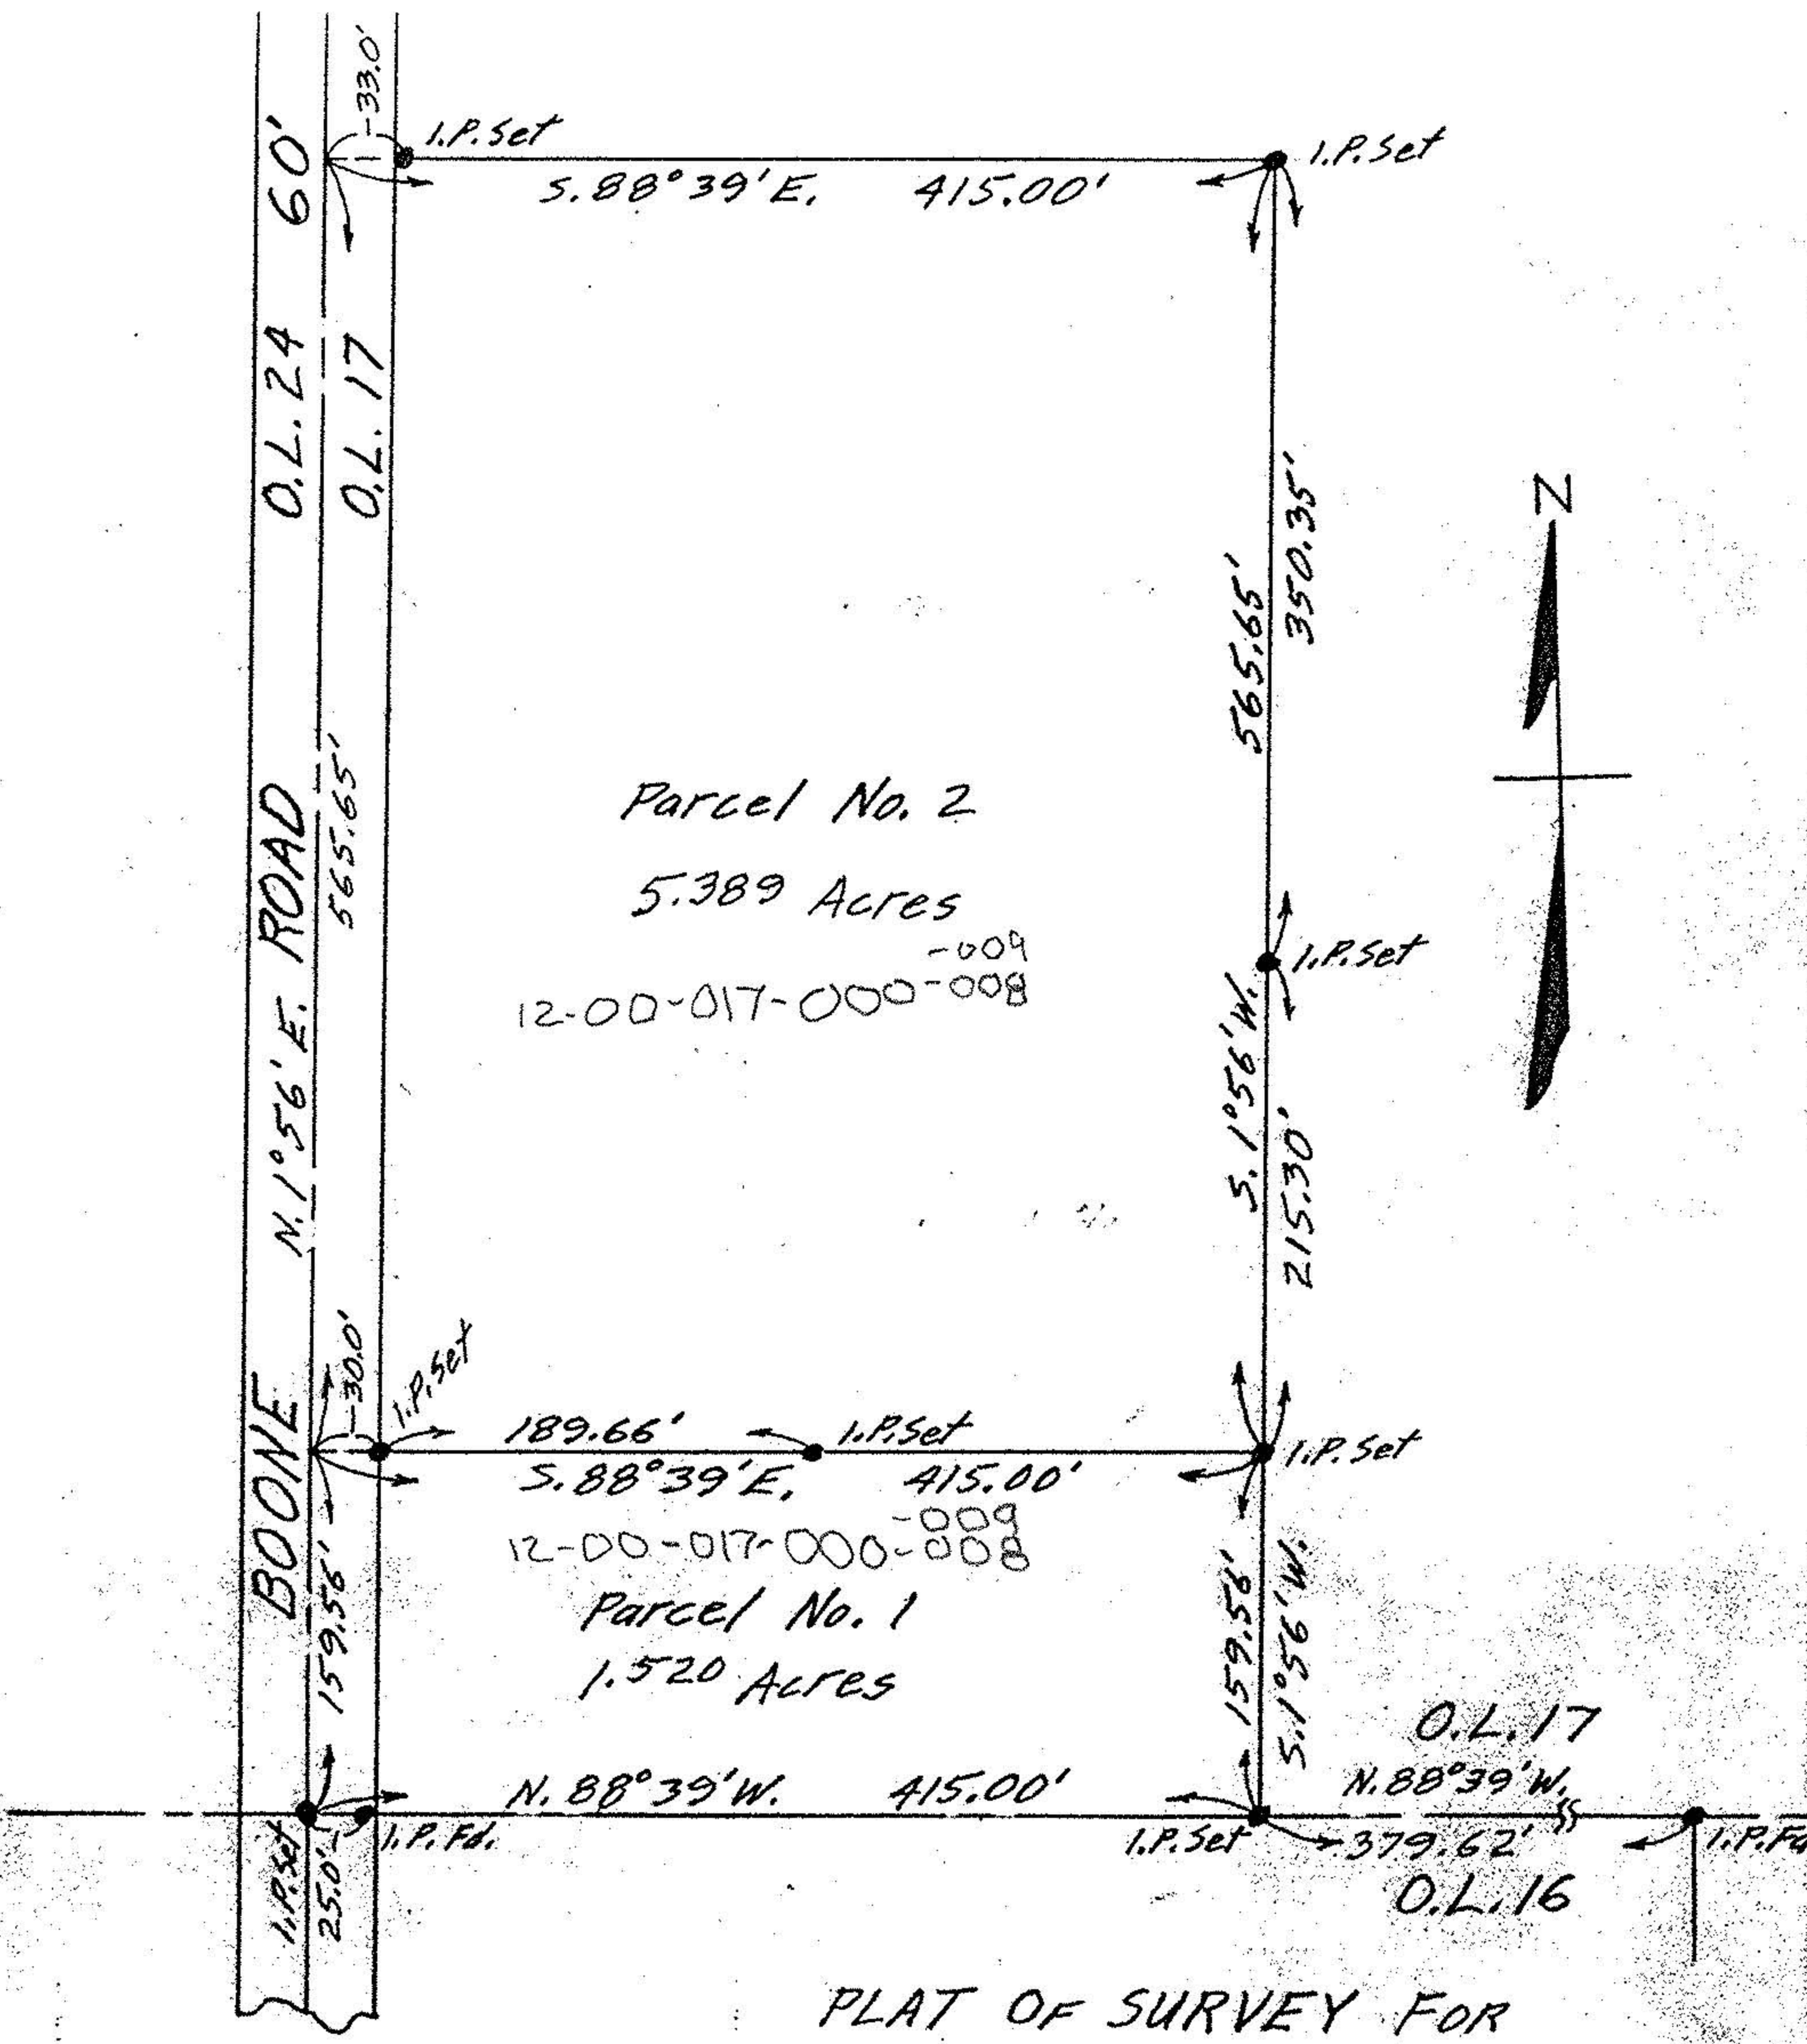 33.0'
I.P. Set
I.P. Set
S. 88° 39' E. 415.00'
60'
O.L. 24
O.L. 17
350.35'
565.65'
N
565.65'
Parcel No. 2
5.389 Acres
-009
12-00-017-000-008
I.P. Set
ROAD
N. 1° 56' E.
S. 1° 56' W.
215.30'
30.0'
I.P. Set
189.66'
I.P. Set
I.P. Set
S. 88° 39' E. 415.00'
BOONE
-009
12-00-017-000-008
Parcel No. 1
1.520 Acres
159.56'
159.56'
S. 1° 56' W.
O.L. 17
N. 88° 39' W. 415.00'
N. 88° 39' W.
I.P. Set
25.0'
I.P. Fd.
I.P. Set
379.62'
I.P. Fd
O.L. 16
PLAT OF SURVEY FOR